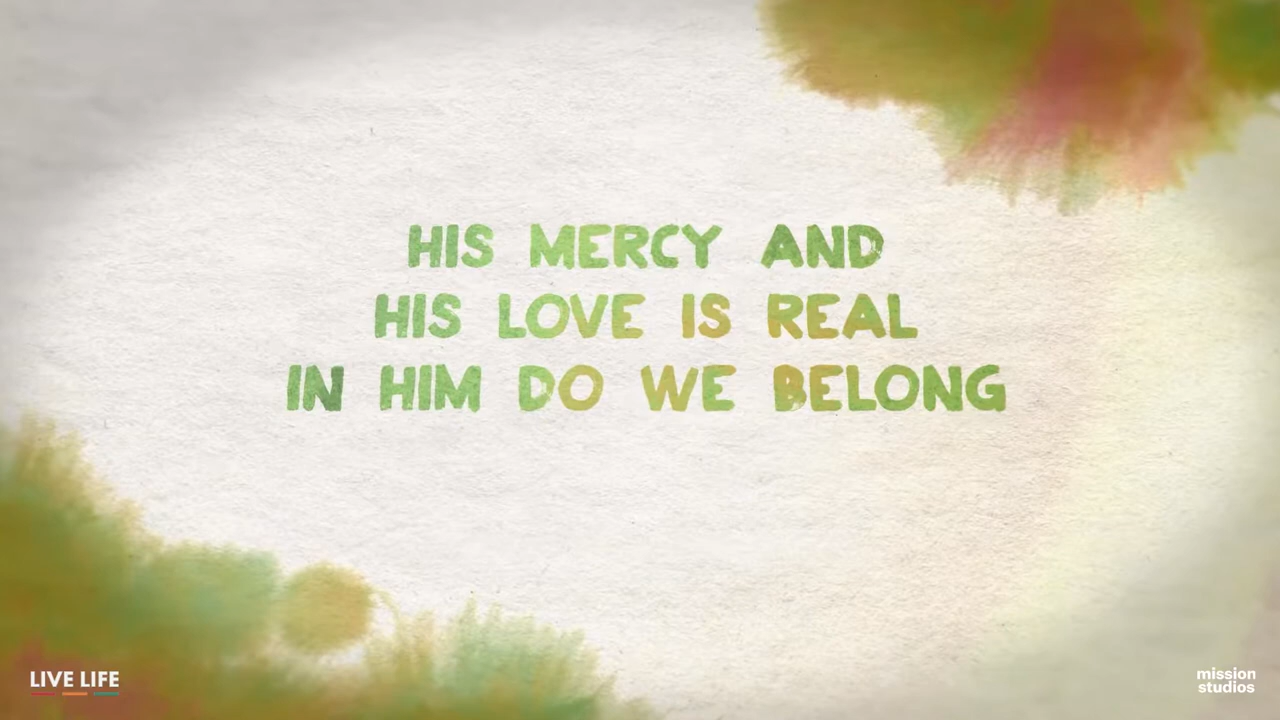 HIS MERCY AND
HIS LOVE IS REAL
IN HIM DO WE BELONG
LIVE LIFE
mission
studios